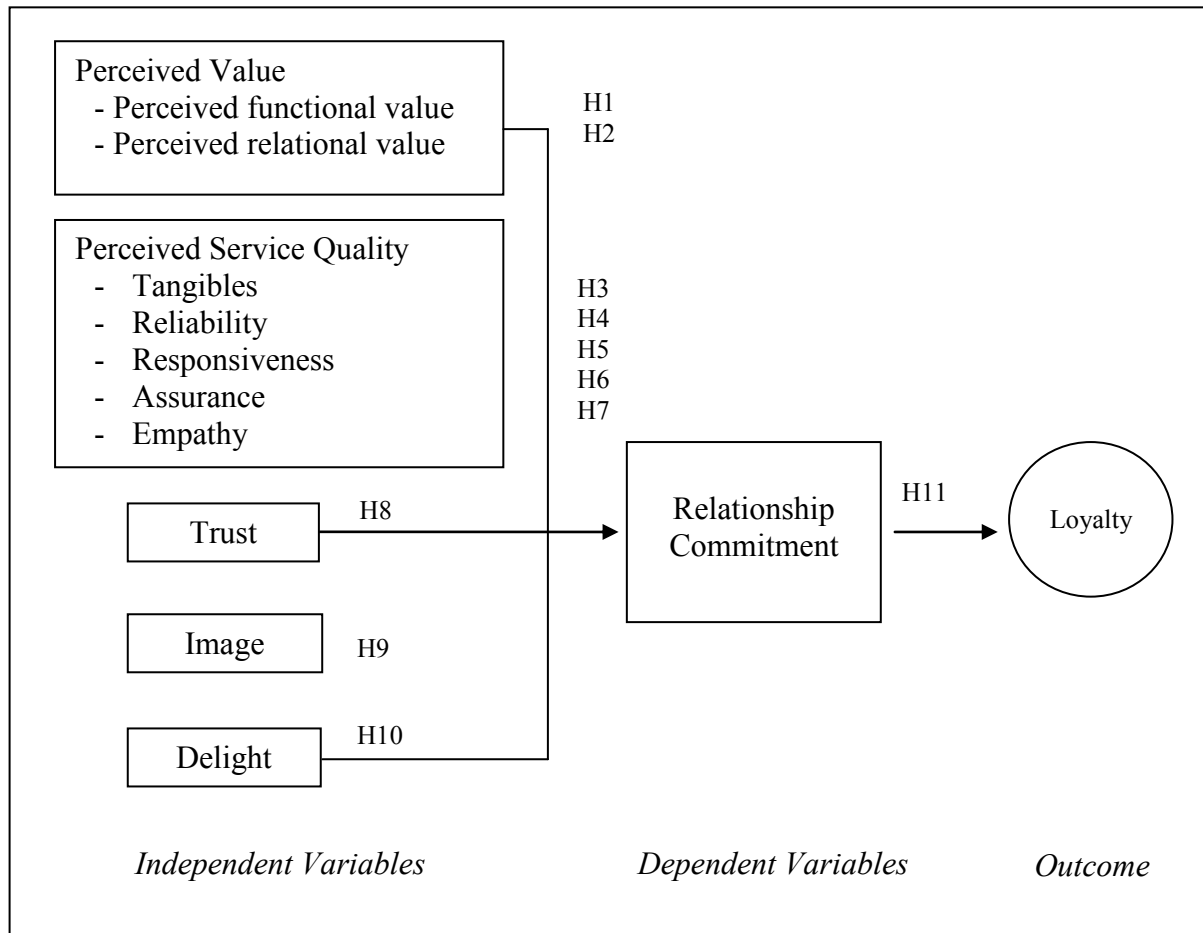 Perceived Value
- Perceived functional value
- Perceived relational value
H1
H2
Perceived Service Quality
- Tangibles
- Reliability
- Responsiveness
- Assurance
- Empathy
H3
H4
H5
H6
H7
Trust
H8
Relationship
Commitment
H11
Loyalty
Image
H9
Delight
H10
Independent Variables
Dependent Variables
Outcome